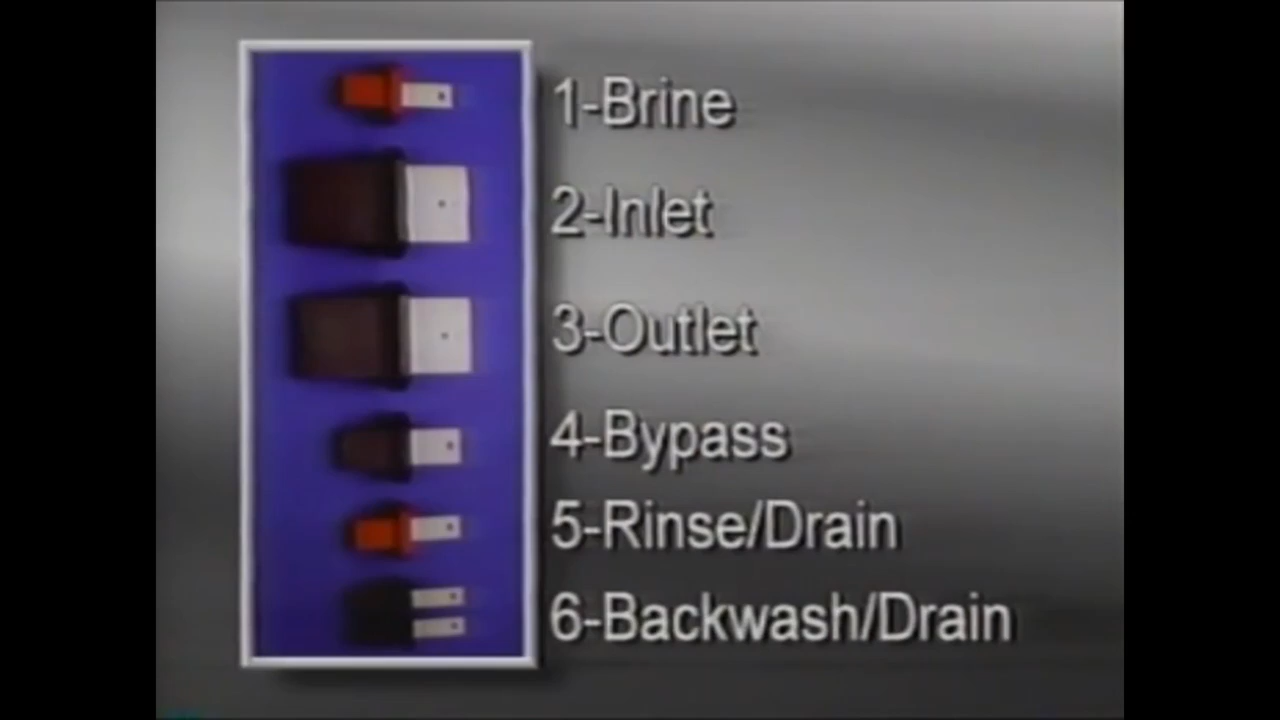 1-Brine
2-Inlet
3-Outlet
4-Bypass
5-Rinse/Drain
6-Backwash/Drain